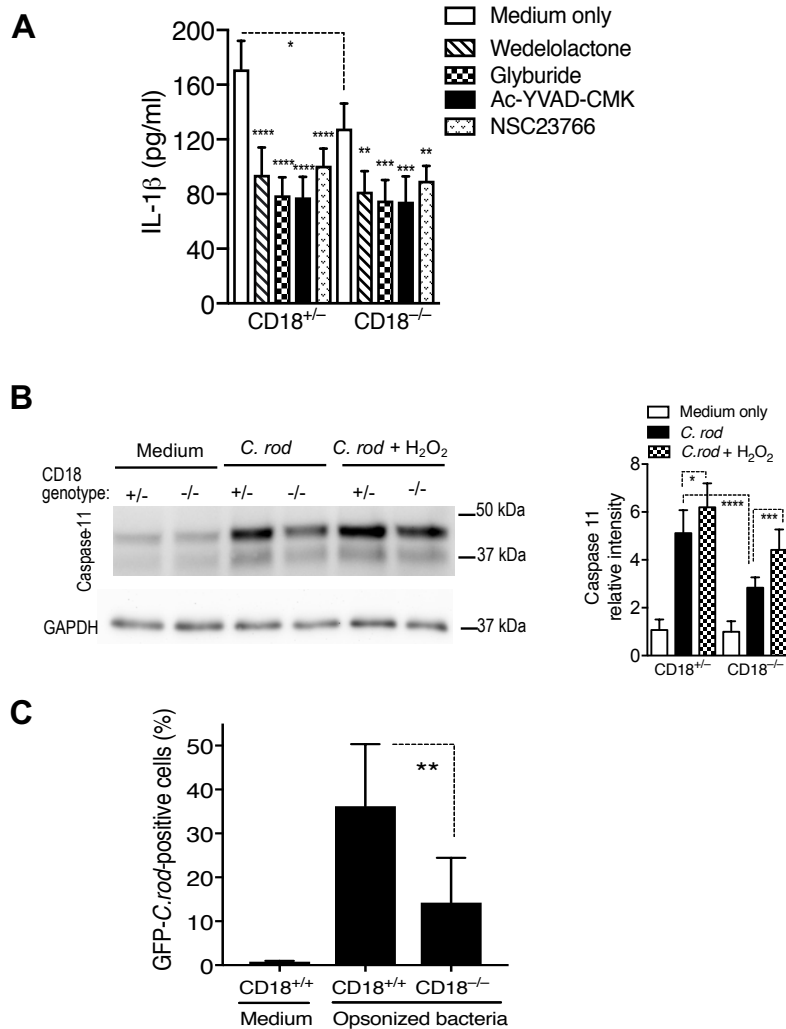 A
Medium only
Wedelolactone
Glyburide
Ac-YVAD-CMK
NSC23766
IL-1β (pg/ml)
200
160
120
80
40
0
*
**** **** **** ****
** *** *** **
CD18+/– CD18–/–
B
Medium C. rod C. rod + H2O2
CD18
genotype: +/- -/- +/- -/- +/- -/-
Caspase-11
50 kDa
37 kDa
GAPDH
37 kDa
Medium only
C. rod
C.rod + H2O2
Caspase 11
relative intensity
8
6
4
2
0
* **** ***
CD18+/– CD18–/–
C
GFP-C.rod-positive cells (%)
50
40
30
20
10
0
**
CD18+/+ CD18+/+ CD18–/–
Medium Opsonized bacteria